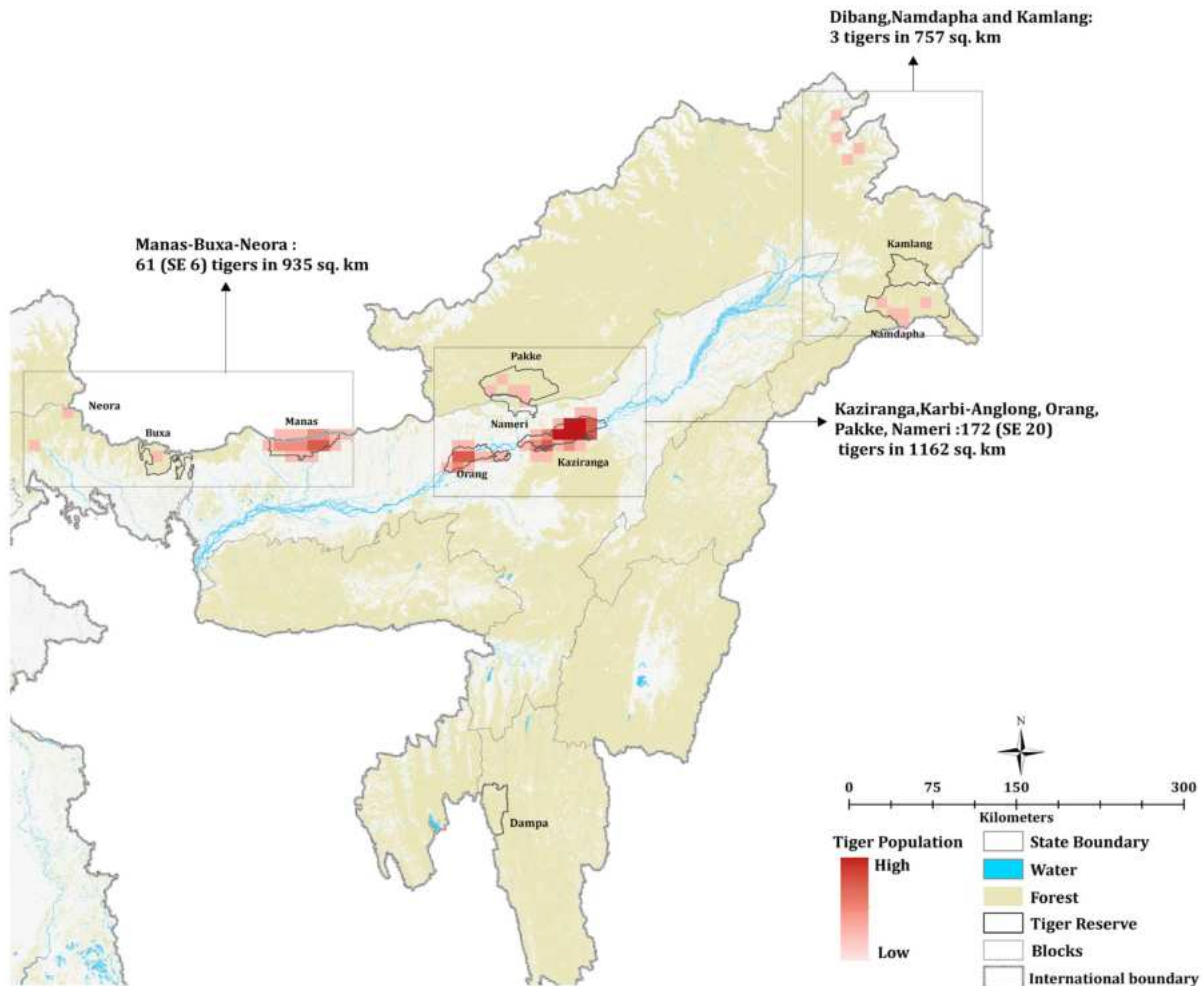 Dibang,Namdapha and Kamlang:
3 tigers in 757 sq. km
Manas-Buxa-Neora :
61 (SE 6) tigers in 935 sq. km
Kamlang
Namdapha
Pakke
Neora
Manas
Nameri
Buxa
Kaziranga,Karbi-Anglong, Orang,
Pakke, Nameri :172 (SE 20)
tigers in 1162 sq. km
Kaziranga
Orang
N
0 75 150 300
Kilometers
Dampa
Tiger Population
High
Low
State Boundary
Water
Forest
Tiger Reserve
Blocks
International boundary